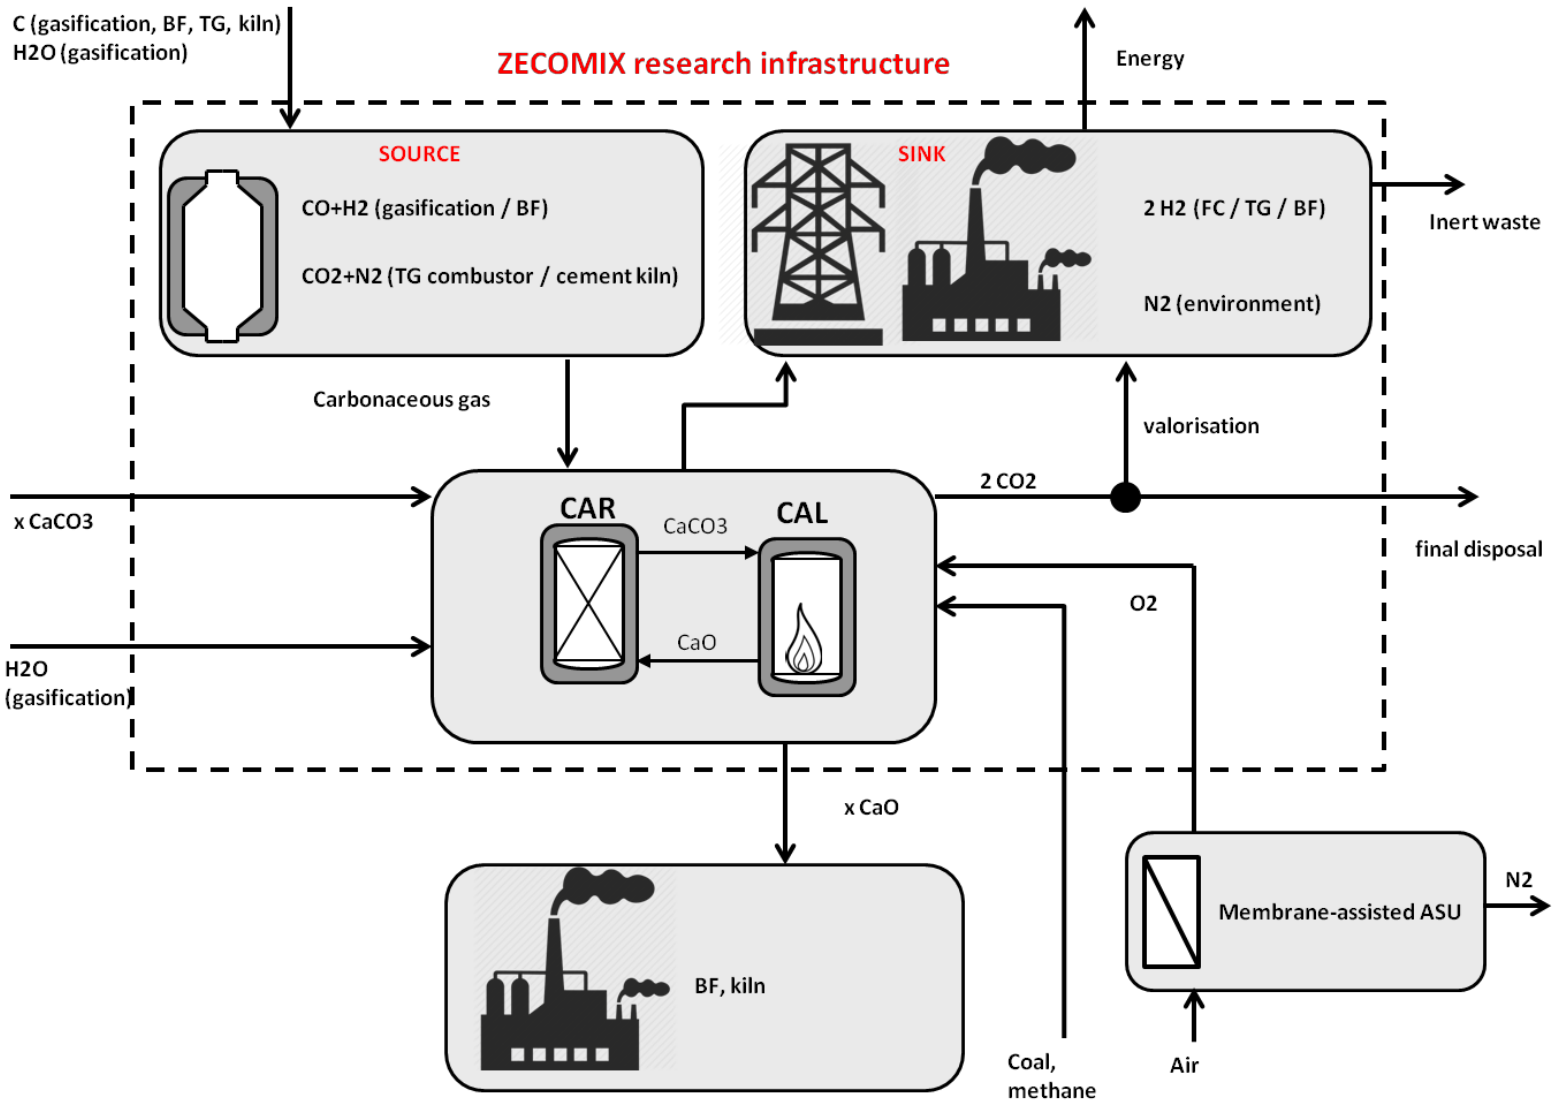 C (gasification, BF, TG, kiln)
H2O (gasification)
ZECOMIX research infrastructure
Energy
SOURCE
CO+H2 (gasification / BF)
CO2+N2 (TG combustor / cement kiln)
SINK
2 H2 (FC / TG / BF)
N2 (environment)
Inert waste
Carbonaceous gas
valorisation
x CaCO3
2 CO2
final disposal
CAR
CaCO3
CAL
CaO
O2
H2O
(gasification)
x CaO
BF, kiln
Membrane-assisted ASU
N2
Coal,
methane
Air